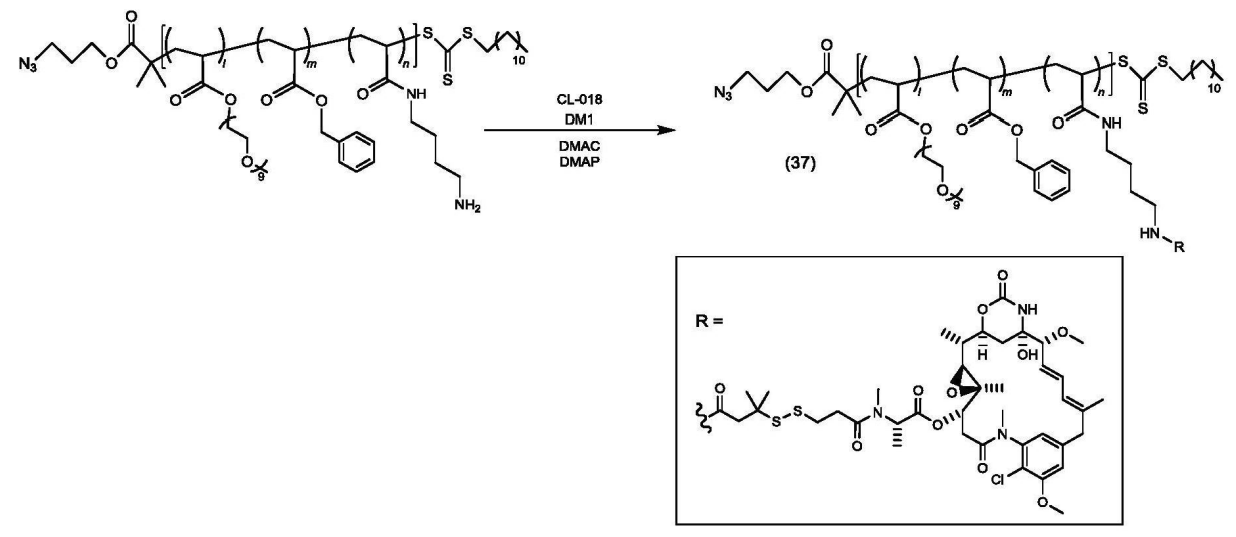 O O
N3 O l m n S S 10
O O O O O NH S
O 9
NH2
CL-018
DM1
DMAC
DMAP
O
N3 O l m n S S 10
O O O O O NH S
(37)
O 9
HN R
R =
O
O NH
H OH O
O
O S S O N O O O N O
Cl
O